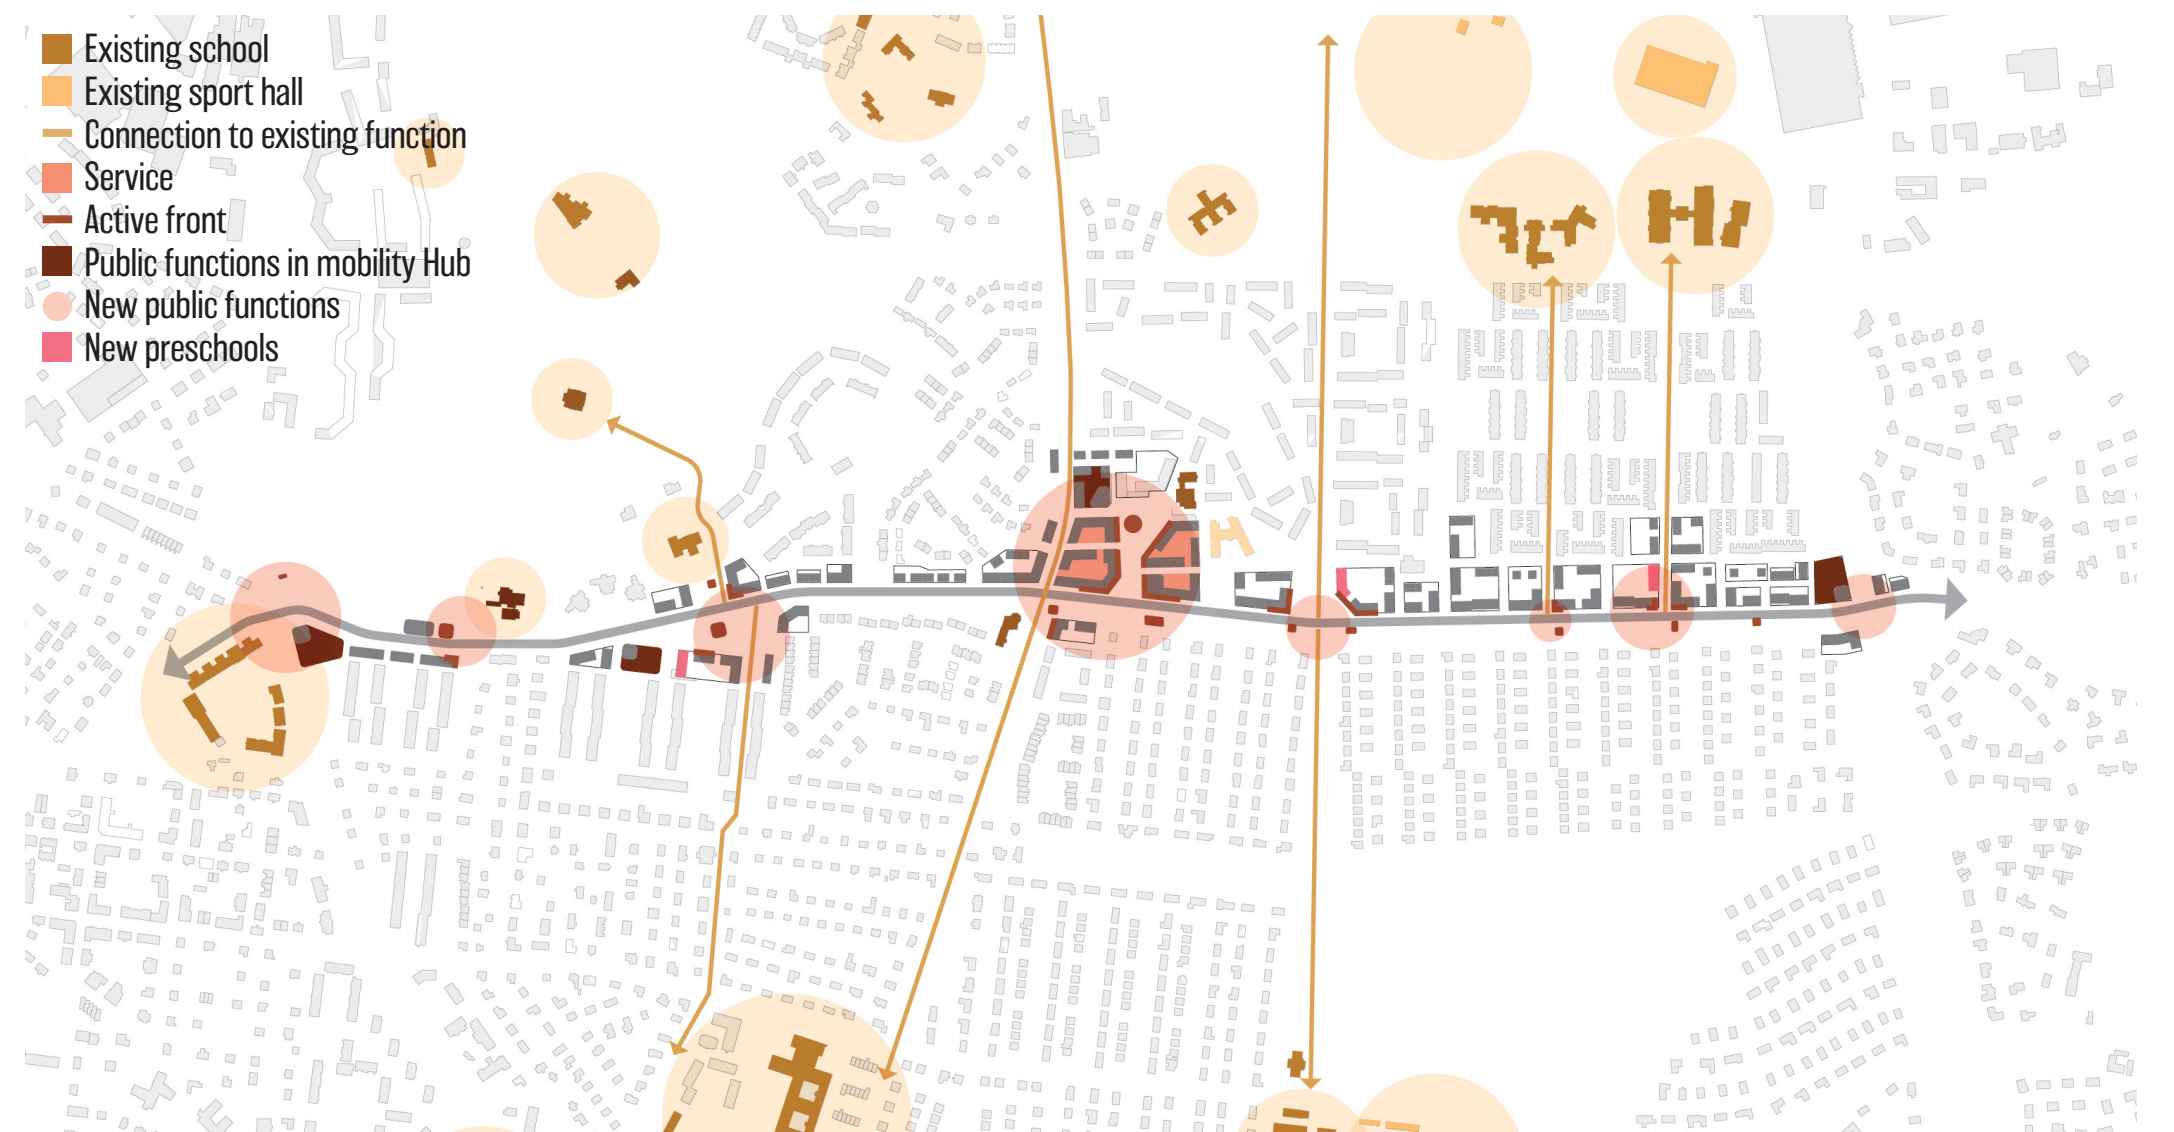 Existing school
Existing sport hall
Connection to existing function
Service
Active front
Public functions in mobility Hub
New public functions
New preschools